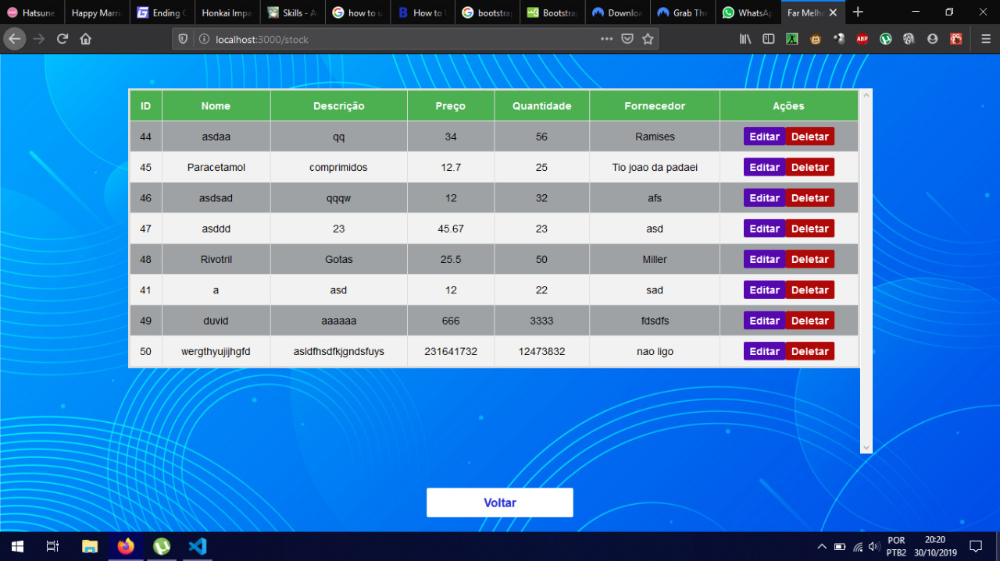 Hatsune
Happy Marri
Ending C
Honkai Impa
Skills - A
how to u
How to
bootstrap
Bootstrap
Downloa
Grab The
WhatsAp
Far Melho
localhost:3000/stock
ABP
ID Nome Descrição Preço Quantidade Fornecedor Ações
44 asdaa qq 34 56 Ramises Editar Deletar
45 Paracetamol comprimidos 12.7 25 Tio joao da padaei Editar Deletar
46 asdsad qqqw 12 32 afs Editar Deletar
47 asddd 23 45.67 23 asd Editar Deletar
48 Rivotril Gotas 25.5 50 Miller Editar Deletar
41 a asd 12 22 sad Editar Deletar
49 duvid aaaaaa 666 3333 fdsdfs Editar Deletar
50 wergthyujijhgfd asldfhsdfkjgndsfuys 231641732 12473832 nao ligo Editar Deletar
Voltar
POR
PTB2
20:20
30/10/2019